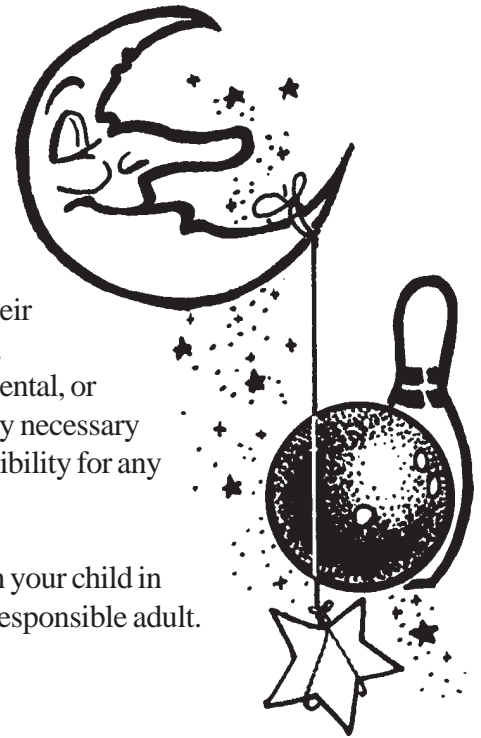 eir
ental, or
y necessary
ibility for any
n your child in
esponsible adult.